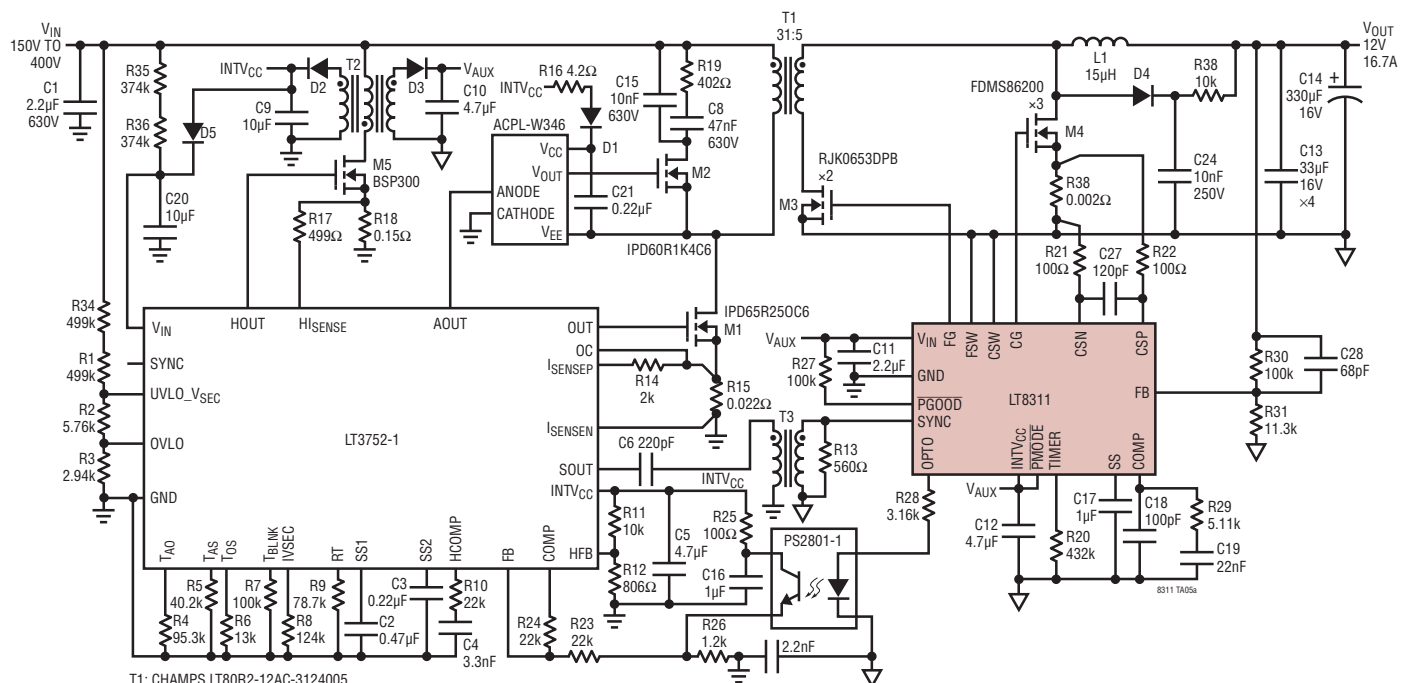 VIN
150V TO
400V
C1
2.2µF
630V
R35
374k
R36
374k
C20
10µF
D5
INTVCC
D2
T2
D3
VAUX
C9
10µF
C10
4.7µF
M5
BSP300
R17
499Ω
R18
0.15Ω
INTVCC
R16 4.2Ω
D1
ACPL-W346
VCC
VOUT
ANODE
CATHODE
VEE
C21
0.22µF
C15
10nF
630V
R19
402Ω
C8
47nF
630V
M2
IPD60R1K4C6
T1
31:5
RJK0653DPB
×2
M3
FDMS86200
×3
M4
L1
15µH
D4
R38
10k
VOUT
12V
16.7A
C14
330µF
16V
+
C13
33µF
16V
×4
C24
10nF
250V
R38
0.002Ω
R21
100Ω
C27
120pF
R22
100Ω
R34
499k
R1
499k
R2
5.76k
R3
2.94k
LT3752-1
VIN
SYNC
UVLO_VSEC
OVLO
GND
HOUT
HISENSE
AOUT
OUT
OC
ISENSEP
ISENSEN
SOUT
INTVCC
HFB
TAO
TAS
TOS
TBLNK
IVSEC
RT
SS1
SS2
HCOMP
FB
COMP
IPD65R25OC6
M1
R14
2k
R15
0.022Ω
C6 220pF
T3
R13
560Ω
INTVCC
R11
10k
R12
806Ω
C5
4.7µF
R25
100Ω
C16
1µF
PS2801-1
R4
95.3k
R5
40.2k
R6
13k
R7
100k
R8
124k
R9
78.7k
C2
0.47µF
C3
0.22µF
R10
22k
C4
3.3nF
R24
22k
R23
22k
R26
1.2k
2.2nF
VAUX
R27
100k
C11
2.2µF
LT8311
VIN
GND
PGOOD
SYNC
FG
FSW
CSW
CG
CSN
CSP
FB
OPTO
INTVCC
PMODE
TIMER
SS
COMP
R30
100k
C28
68pF
R31
11.3k
R28
3.16k
VAUX
C12
4.7µF
R20
432k
C17
1µF
C18
100pF
R29
5.11k
C19
22nF
8311 TA05a
T1: CHAMPS LT80R2-12AC-3124005